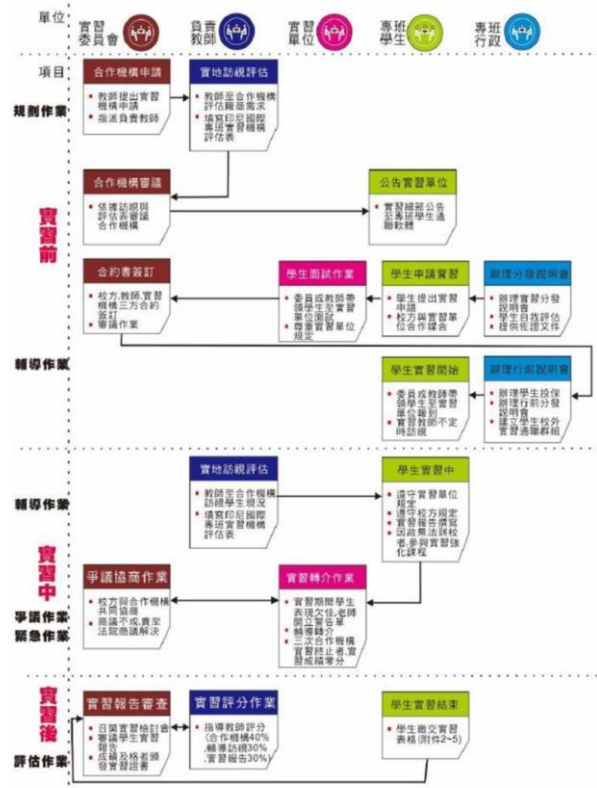 單位
實習
委員會
負責
教師
實習
單位
專班
學生
專班
行政
項目
規劃作業
合作機構申請
教師提出實習
機構申請
指派負責教師
實地訪視評估
教師至合作機構
評估廠商需求
填寫印尼國際
專班實習機構
評估表
實習前
合作機構審議
依據訪視與
評估表審議
合作機構
公告實習單位
實習細部公告
至專班學生通
聯軟體
合約書簽訂
校方,教師,實習
機構三方合約
簽訂
審議作業
學生面試作業
委員或教師帶
領學生至實習
單位面試
尊重實習單位
規定
學生申請實習
學生提出實習
申請
校方與實習單
位合作媒合
辦理分發說明會
辦理實習分發
說明會
學生自我評估
提供佐證文件
輔導作業
學生實習開始
委員或教師帶
領學生至實習
單位報到
實習教師不定
時訪視
辦理行前說明會
辦理學生投保
辦理行前分發
說明會
建立學生校外
實習通聯群組
輔導作業
實地訪視評估
教師至合作機構
訪視學生現況
填寫印尼國際
專班實習機構
評估表
學生實習中
遵守實習單位
規定
遵守校方規定
實習報告撰寫
因故無法到校
者,參與實習強
化課程
實習中
爭議作業
緊急作業
爭議協商作業
校方與合作機構
共同協商
商議不成,責至
法院商議解決
實習轉介作業
實習期間學生
表現欠佳,老師
開立警告單
輔導轉介
三次合作機構
實習終止者,實
習成績零分
實習後
評估作業
實習報告審查
召開實習檢討會
審議學生實習
報告
成績及格者頒
發實習證書
實習評分作業
指導教師評分
(合作機構40%
,輔導訪視30%
,實習報告30%)
學生實習結束
學生繳交實習
表格(附件2~5)